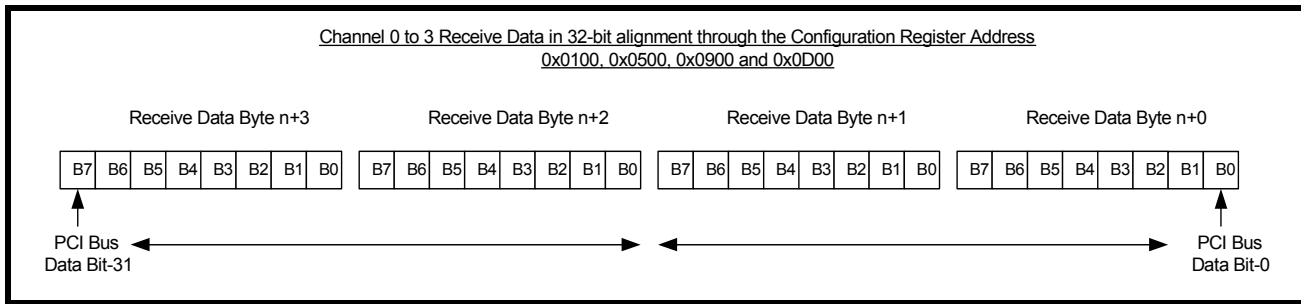 Channel 0 to 3 Receive Data in 32-bit alignment through the Configuration Register Address
0x0100, 0x0500, 0x0900 and 0x0D00
Receive Data Byte n+3 Receive Data Byte n+2 Receive Data Byte n+1 Receive Data Byte n+0
B7 B6 B5 B4 B3 B2 B1 B0 B7 B6 B5 B4 B3 B2 B1 B0 B7 B6 B5 B4 B3 B2 B1 B0 B7 B6 B5 B4 B3 B2 B1 B0
PCI Bus PCI Bus
Data Bit-31 Data Bit-0